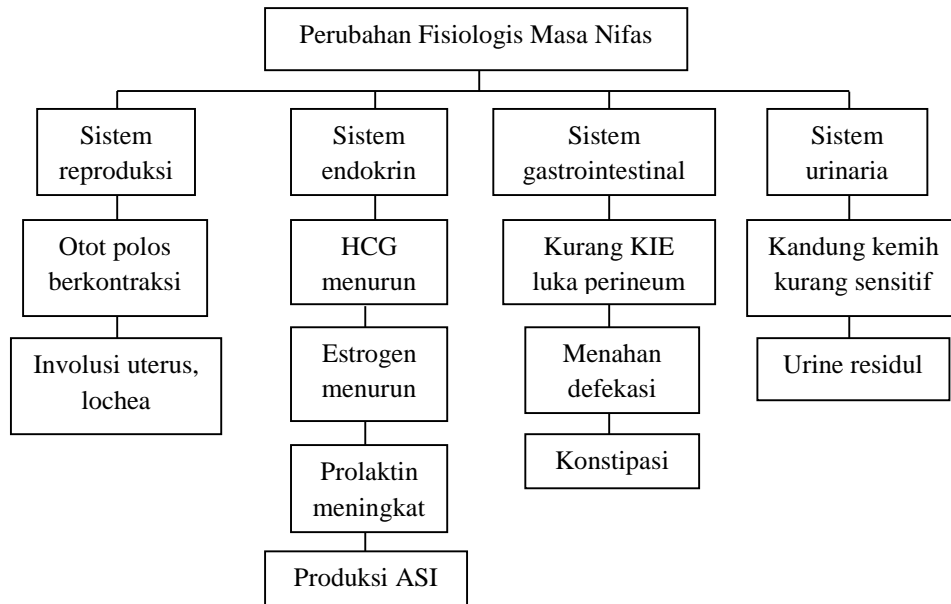 Perubahan Fisiologis Masa Nifas
Sistem
reproduksi
Otot polos
berkontraksi
Involusi uterus,
lochea
Sistem
endokrin
HCG
menurun
Estrogen
menurun
Prolaktin
meningkat
Produksi ASI
Sistem
gastrointestinal
Kurang KIE
luka perineum
Menahan
defekasi
Konstipasi
Sistem
urinaria
Kandung kemih
kurang sensitif
Urine residul